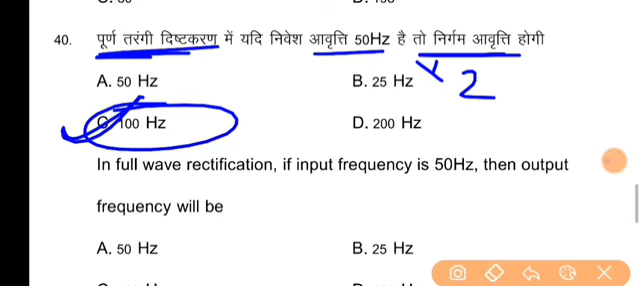 40. पूर्ण तरंगी दिष्टकरण में यदि निवेश आवृत्ति 50Hz है तो निर्गम आवृत्ति होगी
A. 50 Hz B. 25 Hz
2
C. 100 Hz D. 200 Hz
In full wave rectification, if input frequency is 50Hz, then output
frequency will be
A. 50 Hz B. 25 Hz